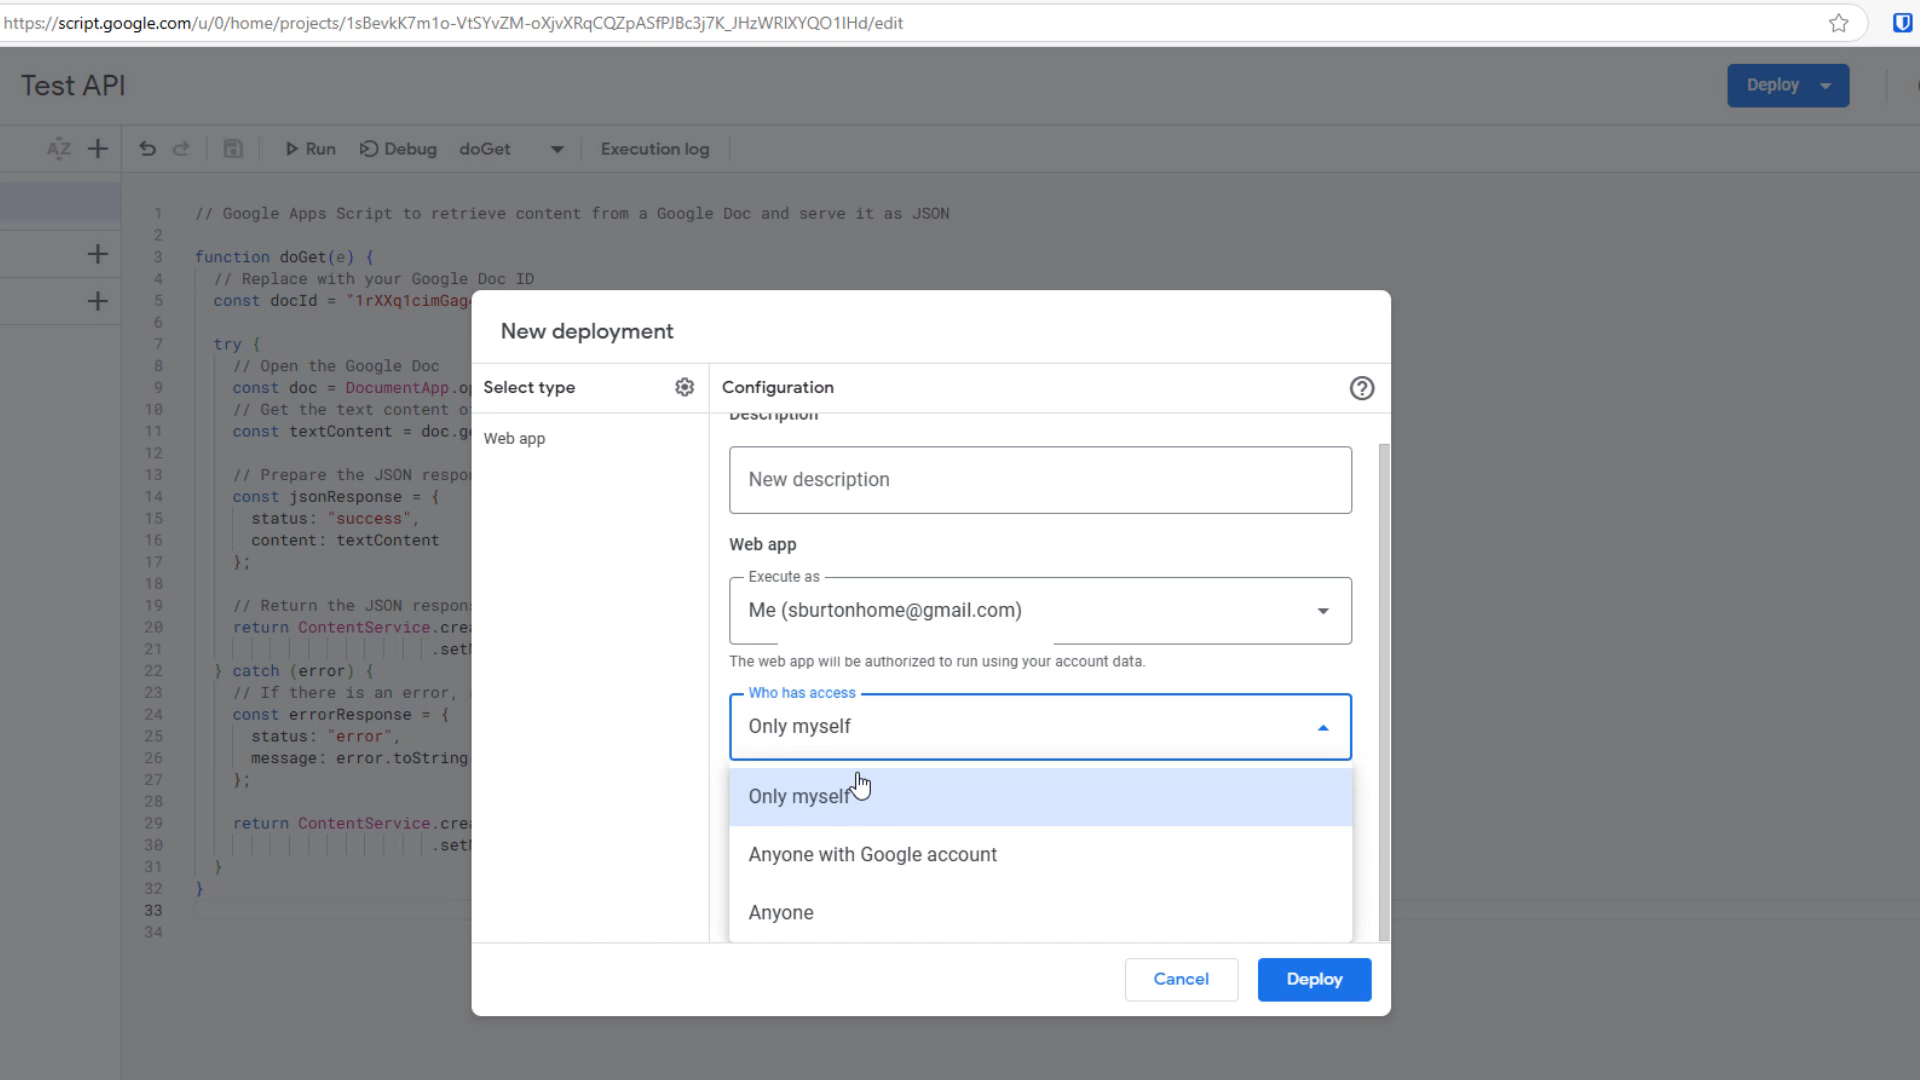 https://script.google.com/u/0/home/projects/1sBevkK7m1o-VtSYvZM-oXjvXRqCQZpASfPJBc3j7K_JHzWRIXYQO1IHd/edit
Test API
Deploy
AZ
Run
Debug
doGet
Execution log
1 // Google Apps Script to retrieve content from a Google Doc and serve it as JSON
2
3 function doGet(e) {
4 // Replace with your Google Doc ID
5 const docId = "1rXXq1cimGag
6
7 try {
8 // Open the Google Doc
9 const doc = DocumentApp.op
10 // Get the text content o
11 const textContent = doc.ge
12
13 // Prepare the JSON respo
14 const jsonResponse = {
15 status: "success",
16 content: textContent
17 };
18
19 // Return the JSON respon
20 return ContentService.crea
21 .setM
22 } catch (error) {
23 // If there is an error,
24 const errorResponse = {
25 status: "error",
26 message: error.toString
27 };
28
29 return ContentService.crea
30 .setM
31 }
32 }
33
34
New deployment
Select type
Configuration
Web app
Description
New description
Web app
Execute as
Me (sburtonhome@gmail.com)
The web app will be authorized to run using your account data.
Who has access
Only myself
Only myself
Anyone with Google account
Anyone
Cancel
Deploy